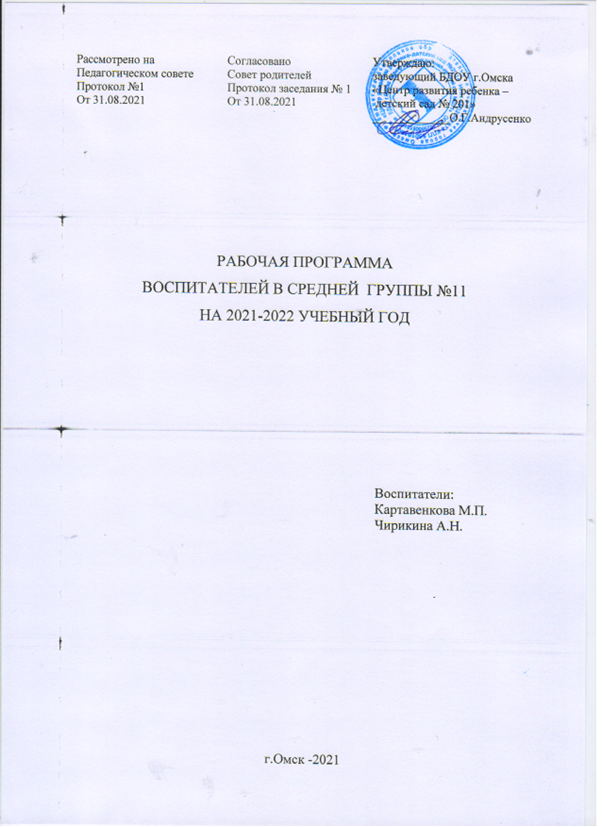 Рассмотрено на
Педагогическом совете
Протокол №1
От 31.08.2021
Согласовано
Совет родителей
Протокол заседания № 1
От 31.08.2021
Утверждаю:
заведующий БДОУ г.Омска
«Центр развития ребенка –
детский сад № 201»
О.Г.Андрусенко
РАБОЧАЯ ПРОГРАММА
ВОСПИТАТЕЛЕЙ В СРЕДНЕЙ ГРУППЫ №11
НА 2021-2022 УЧЕБНЫЙ ГОД
Воспитатели:
Картавенкова М.П.
Чирикина А.Н.
г.Омск -2021